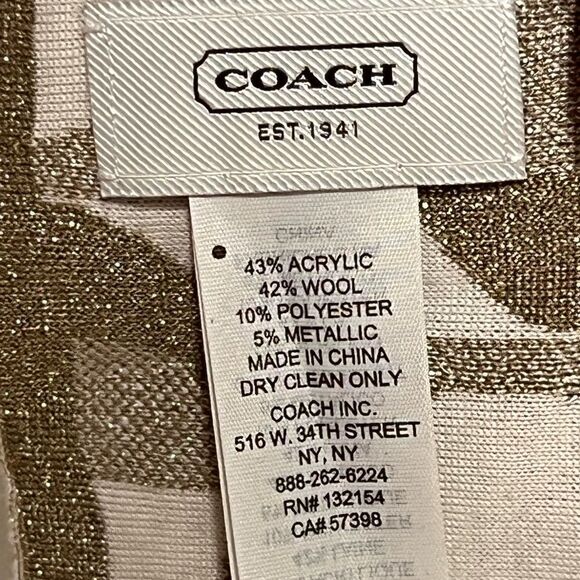 COACH
EST.1941
43% ACRYLIC
42% WOOL
10% POLYESTER
5% METALLIC
MADE IN CHINA
DRY CLEAN ONLY
COACH INC.
516 W. 34TH STREET
NY, NY
888-262-6224
RN# 132154
CA# 57398